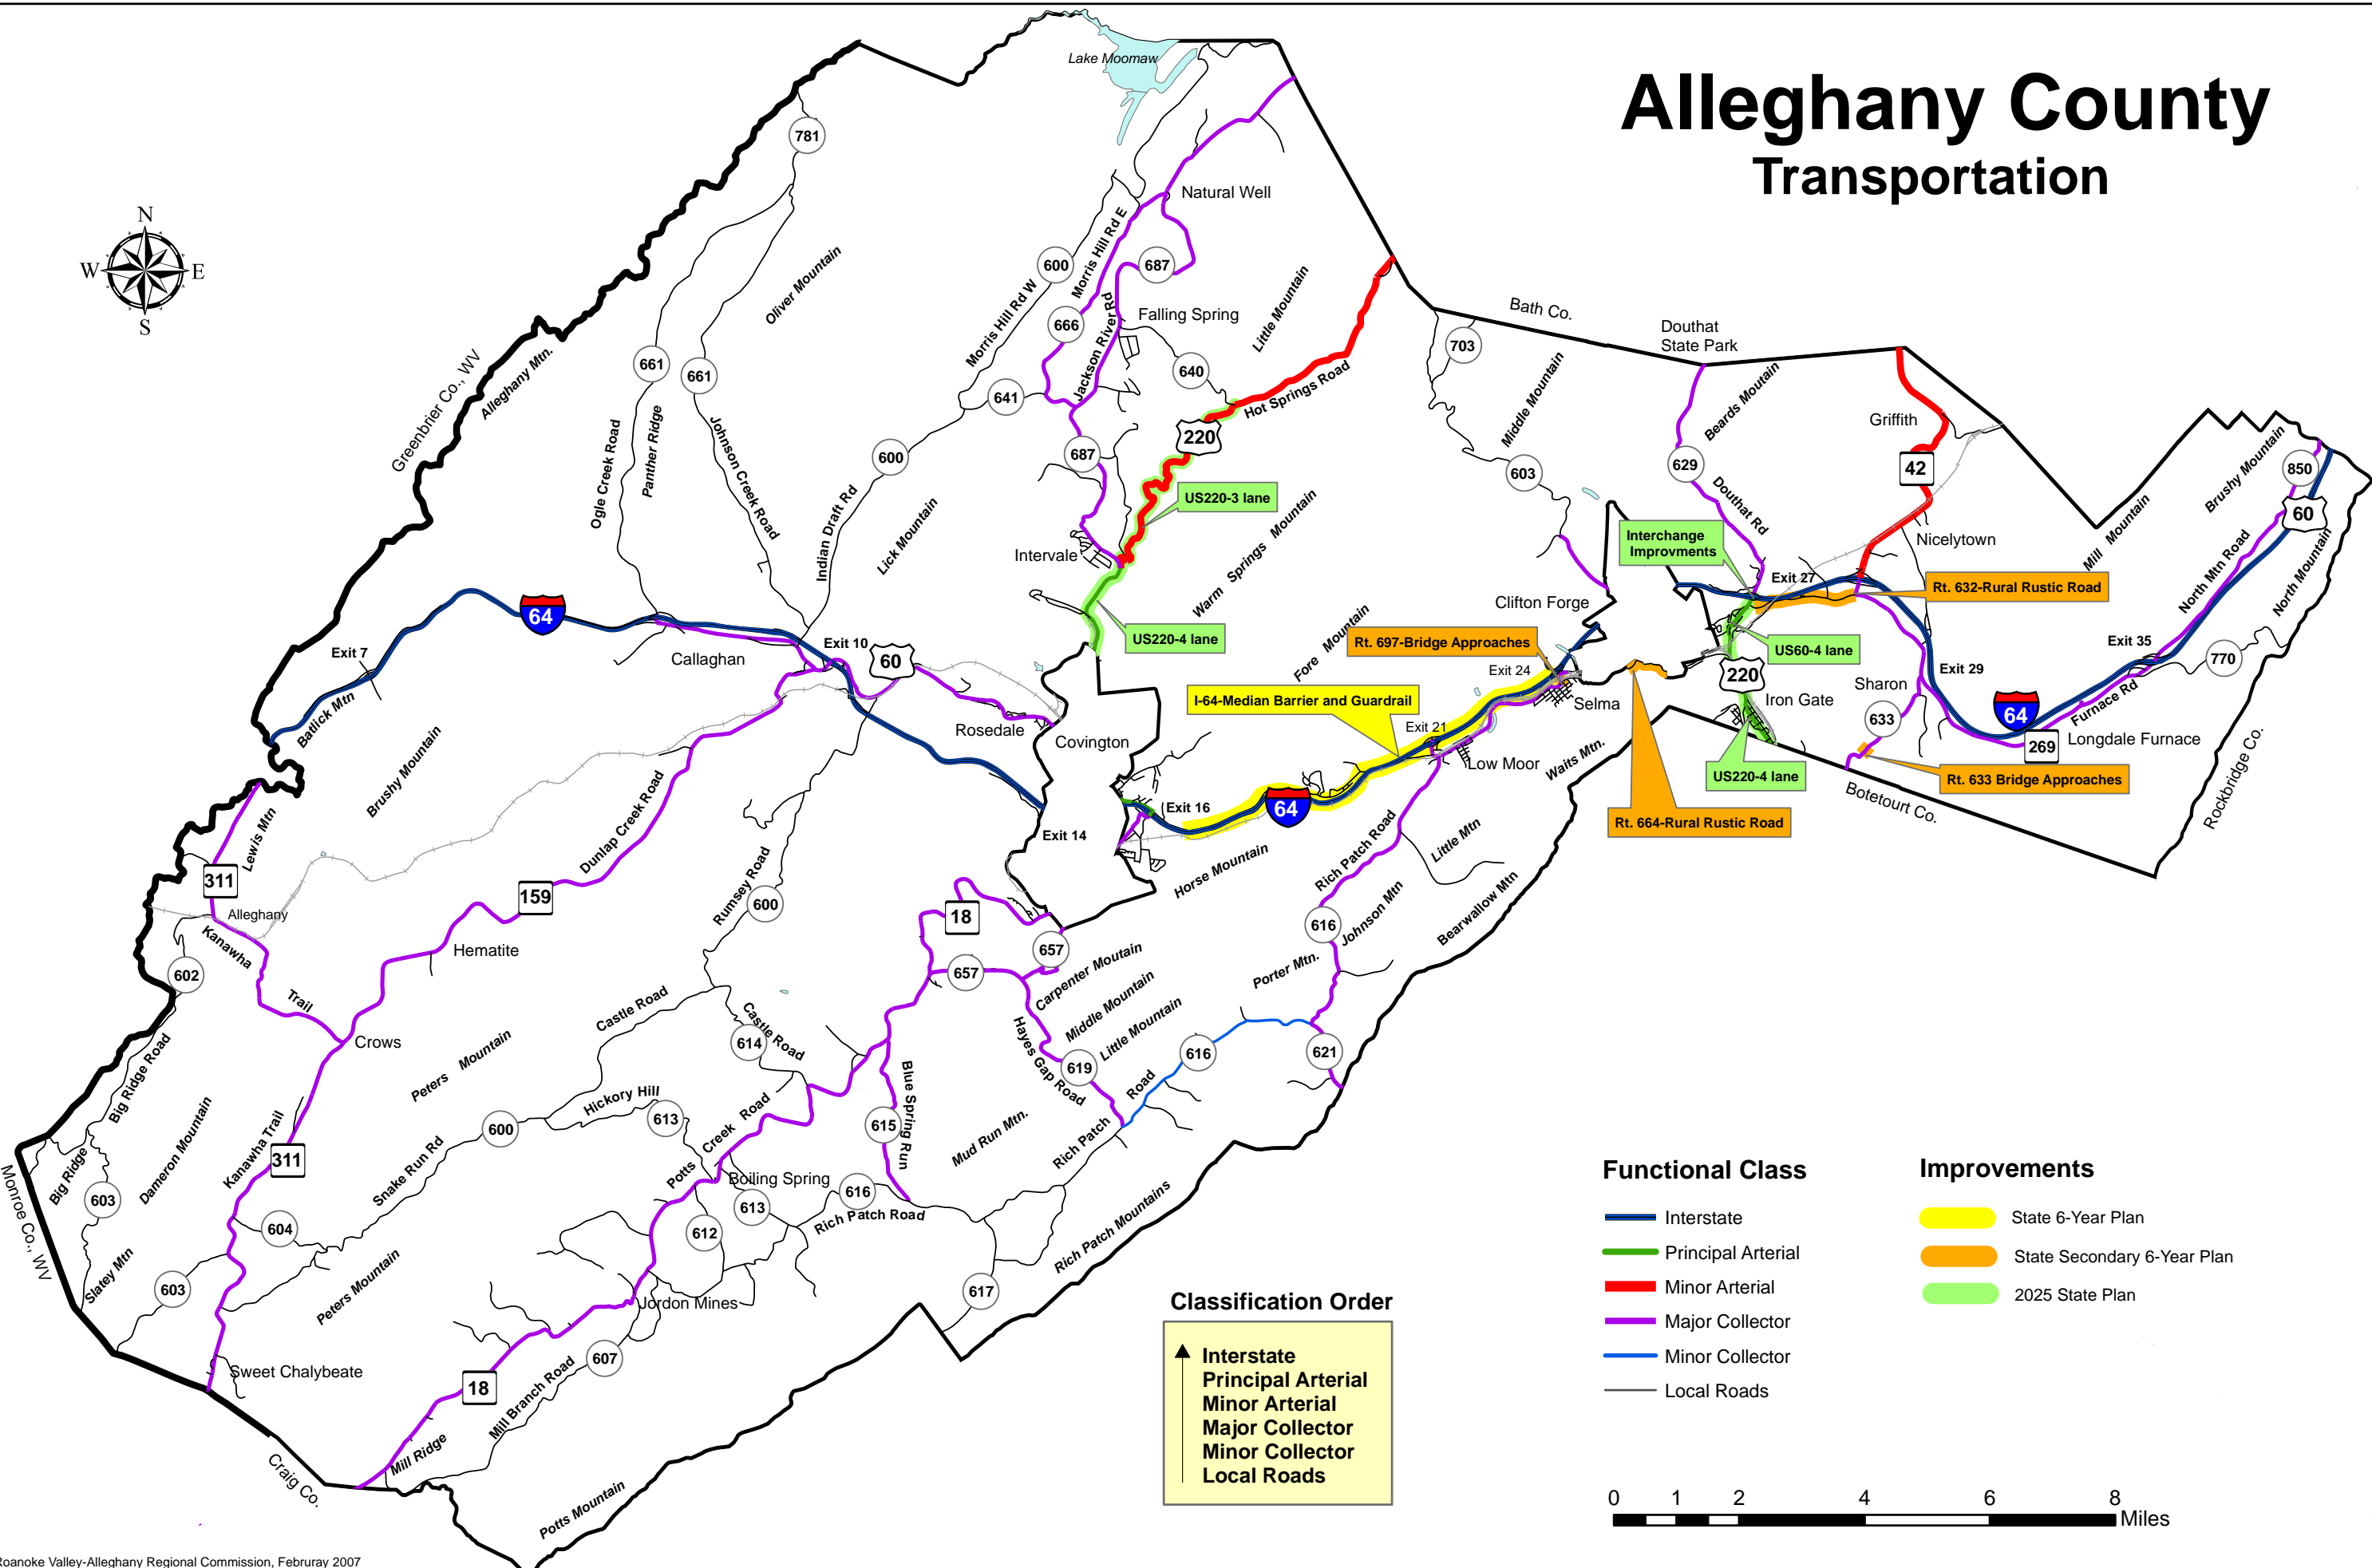 Alleghany County
Transportation
N
W
E
S
Lake Moomaw
781
Natural Well
Morris Hill Rd E
600
687
Oliver Mountain
Morris Hill Rd W
666
Jackson River Rd
Falling Spring
Little Mountain
Bath Co.
Douthat
State Park
703
Greenbrier Co., WV
Alleghany Mtn.
661
661
640
641
Hot Springs Road
Middle Mountain
Beards Moutain
Griffith
Ogle Creek Road
Panther Ridge
Johnson Creek Road
600
687
220
603
629
42
Brushy Mountain
850
60
US220-3 lane
Douthat Rd
Mill Mountain
Indian Draft Rd
Lick Mountain
Intervale
Warm Springs Mountain
Interchange
Improvments
Nicelytown
North Mtn Road
North Mountain
Exit 27
Rt. 632-Rural Rustic Road
64
Clifton Forge
Fore Mountain
US220-4 lane
Rt. 697-Bridge Approaches
US60-4 lane
Exit 35
770
Exit 7
Callaghan
Exit 10
60
Exit 24
220
Exit 29
Sharon
Iron Gate
Batlick Mtn
I-64-Median Barrier and Guardrail
Selma
64
Furnace Rd
633
Rosedale
Covington
Exit 21
269
Longdale Furnace
Brushy Mountain
Low Moor
Waits Mtn.
US220-4 lane
Rt. 633 Bridge Approaches
Botetourt Co.
Rockbridge Co.
Exit 16
64
Rt. 664-Rural Rustic Road
Lewis Mtn
Dunlap Creek Road
Exit 14
Rich Patch Road
Little Mtn
311
159
Rumsey Road
600
Horse Mountain
18
616
Johnson Mtn
Bearwallow Mtn
Alleghany
Kanawha
Hematite
657
657
602
Carpenter Moutain
Porter Mtn.
Trail
Castle Road
Castle Road
Middle Mountain
Little Mountain
Crows
614
Hayes Gap Road
616
621
Big Ridge Road
Peters Mountain
619
Blue Spring Run
Road
Dameron Mountain
Kanawha Trail
Hickory Hill
613
Potts Creek Road
615
Mud Run Mtn.
Rich Patch
600
311
Monroe Co., WV
Big Ridge
603
Snake Run Rd
Boiling Spring
613
616
Rich Patch Road
Functional Class
Improvements
604
612
Rich Patch Mountains
Interstate
State 6-Year Plan
Slatey Mtn
603
Peters Mountain
Principal Arterial
State Secondary 6-Year Plan
Jordon Mines
617
Minor Arterial
2025 State Plan
Classification Order
Major Collector
Minor Collector
Local Roads
Interstate
Principal Arterial
Minor Arterial
Major Collector
Minor Collector
Local Roads
Sweet Chalybeate
607
18
Mill Branch Road
Mill Ridge
Craig Co.
Potts Mountain
0 1 2 4 6 8
Miles
Roanoke Valley-Alleghany Regional Commission, Februray 2007